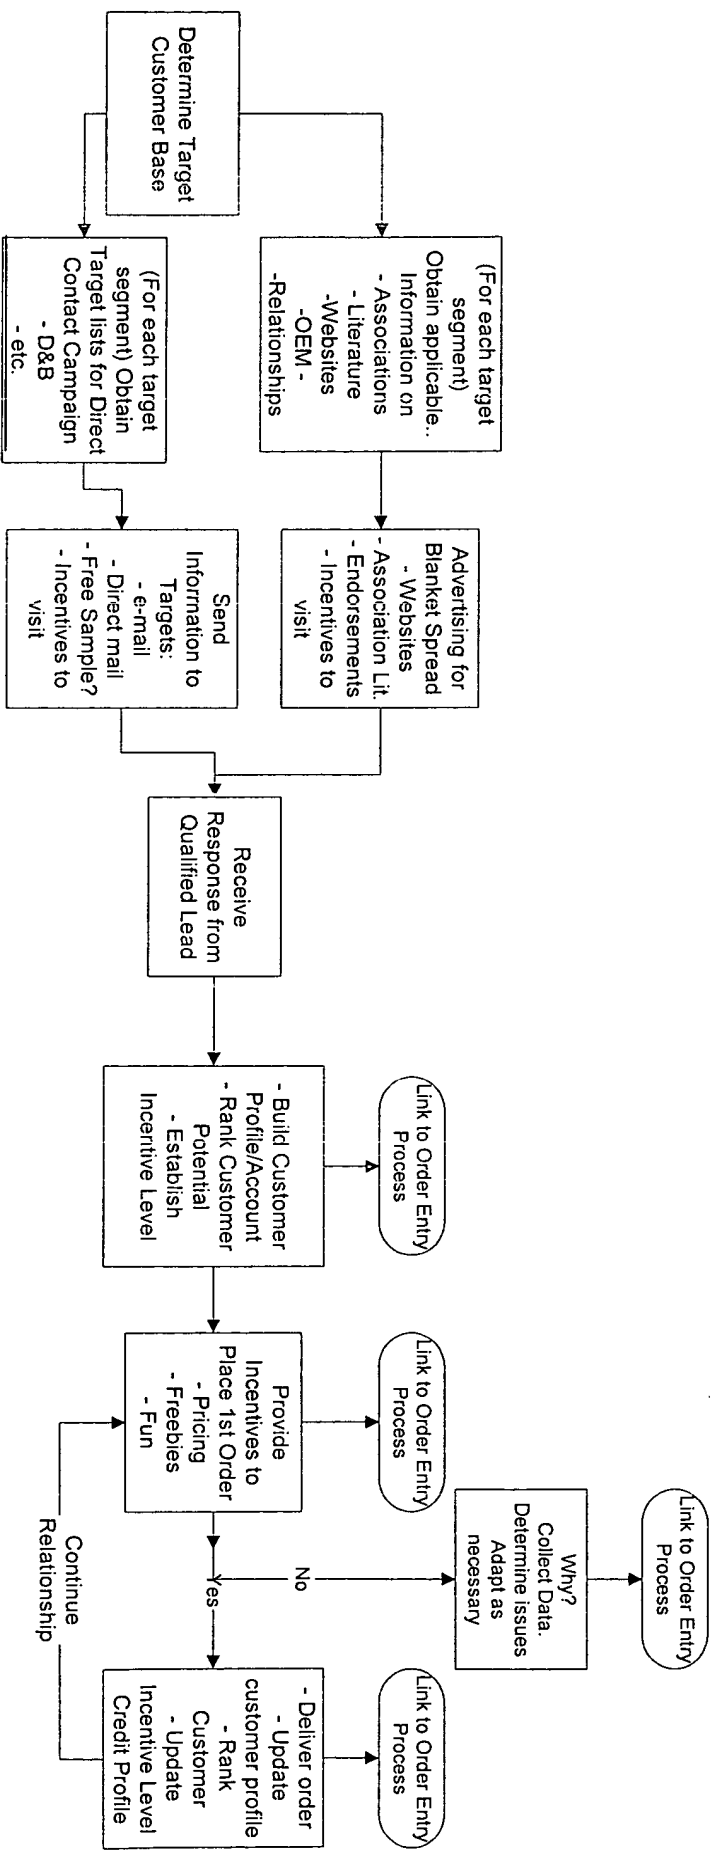 Determine Target
Customer Base
(For each target
segment)
Obtain applicable..
Information on
- Associations
- Literature
-Websites
-OEM -
-Relationships
(For each target
segment) Obtain
Target lists for Direct
Contact Campaign
- D&B
- etc.
Advertising for
Blanket Spread
- Websites
- Association Lit.
- Endorsements
- Incentives to
visit
Send
Information to
Targets:
- e-mail
- Direct mail
- Free Sample?
- Incentives to
visit
Receive
Response from
Qualified Lead
Link to Order Entry
Process
- Build Customer
Profile/Account
- Rank Customer
Potential
- Establish
Incentive Level
Link to Order Entry
Process
Provide
Incentives to
Place 1st Order
- Pricing
- Freebies
- Fun
Link to Order Entry
Process
Why?
Collect Data.
Determine issues
Adapt as
necessary
No
Yes
Continue
Relationship
Link to Order Entry
Process
- Deliver order
- Update
customer profile
- Rank
Customer
- Update
Incentive Level
Credit Profile